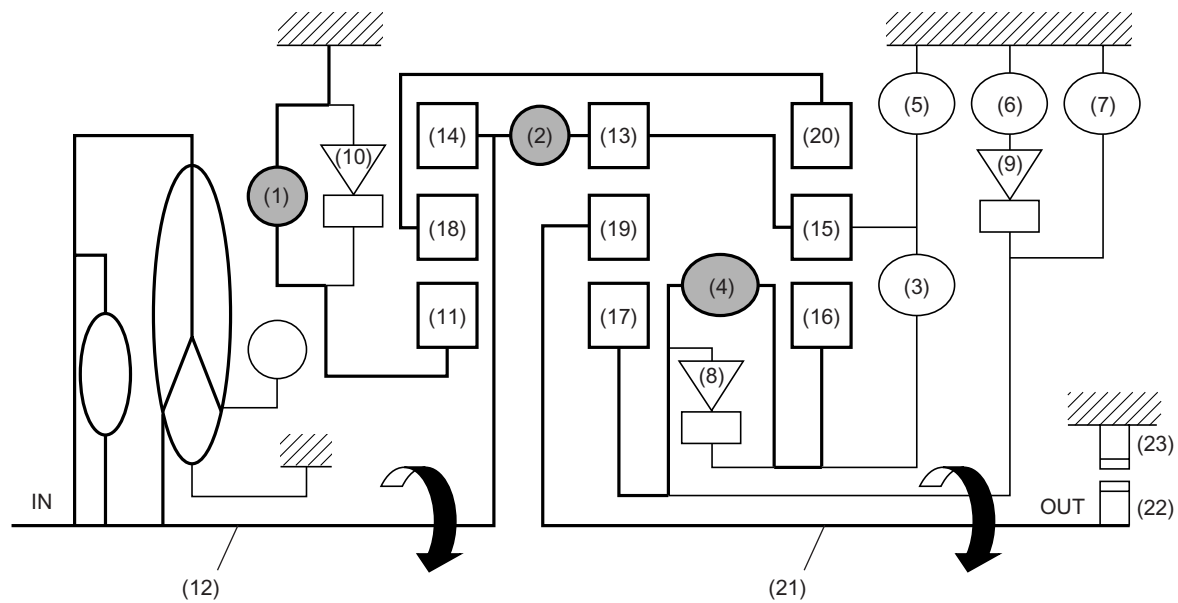 (5) (6) (7)
(14) (2) (13) (20)
(10)
(9)
(1)
(18) (19) (15)
(4) (3)
(11) (17) (16)
(8)
(23)
IN OUT (22)
(12) (21)